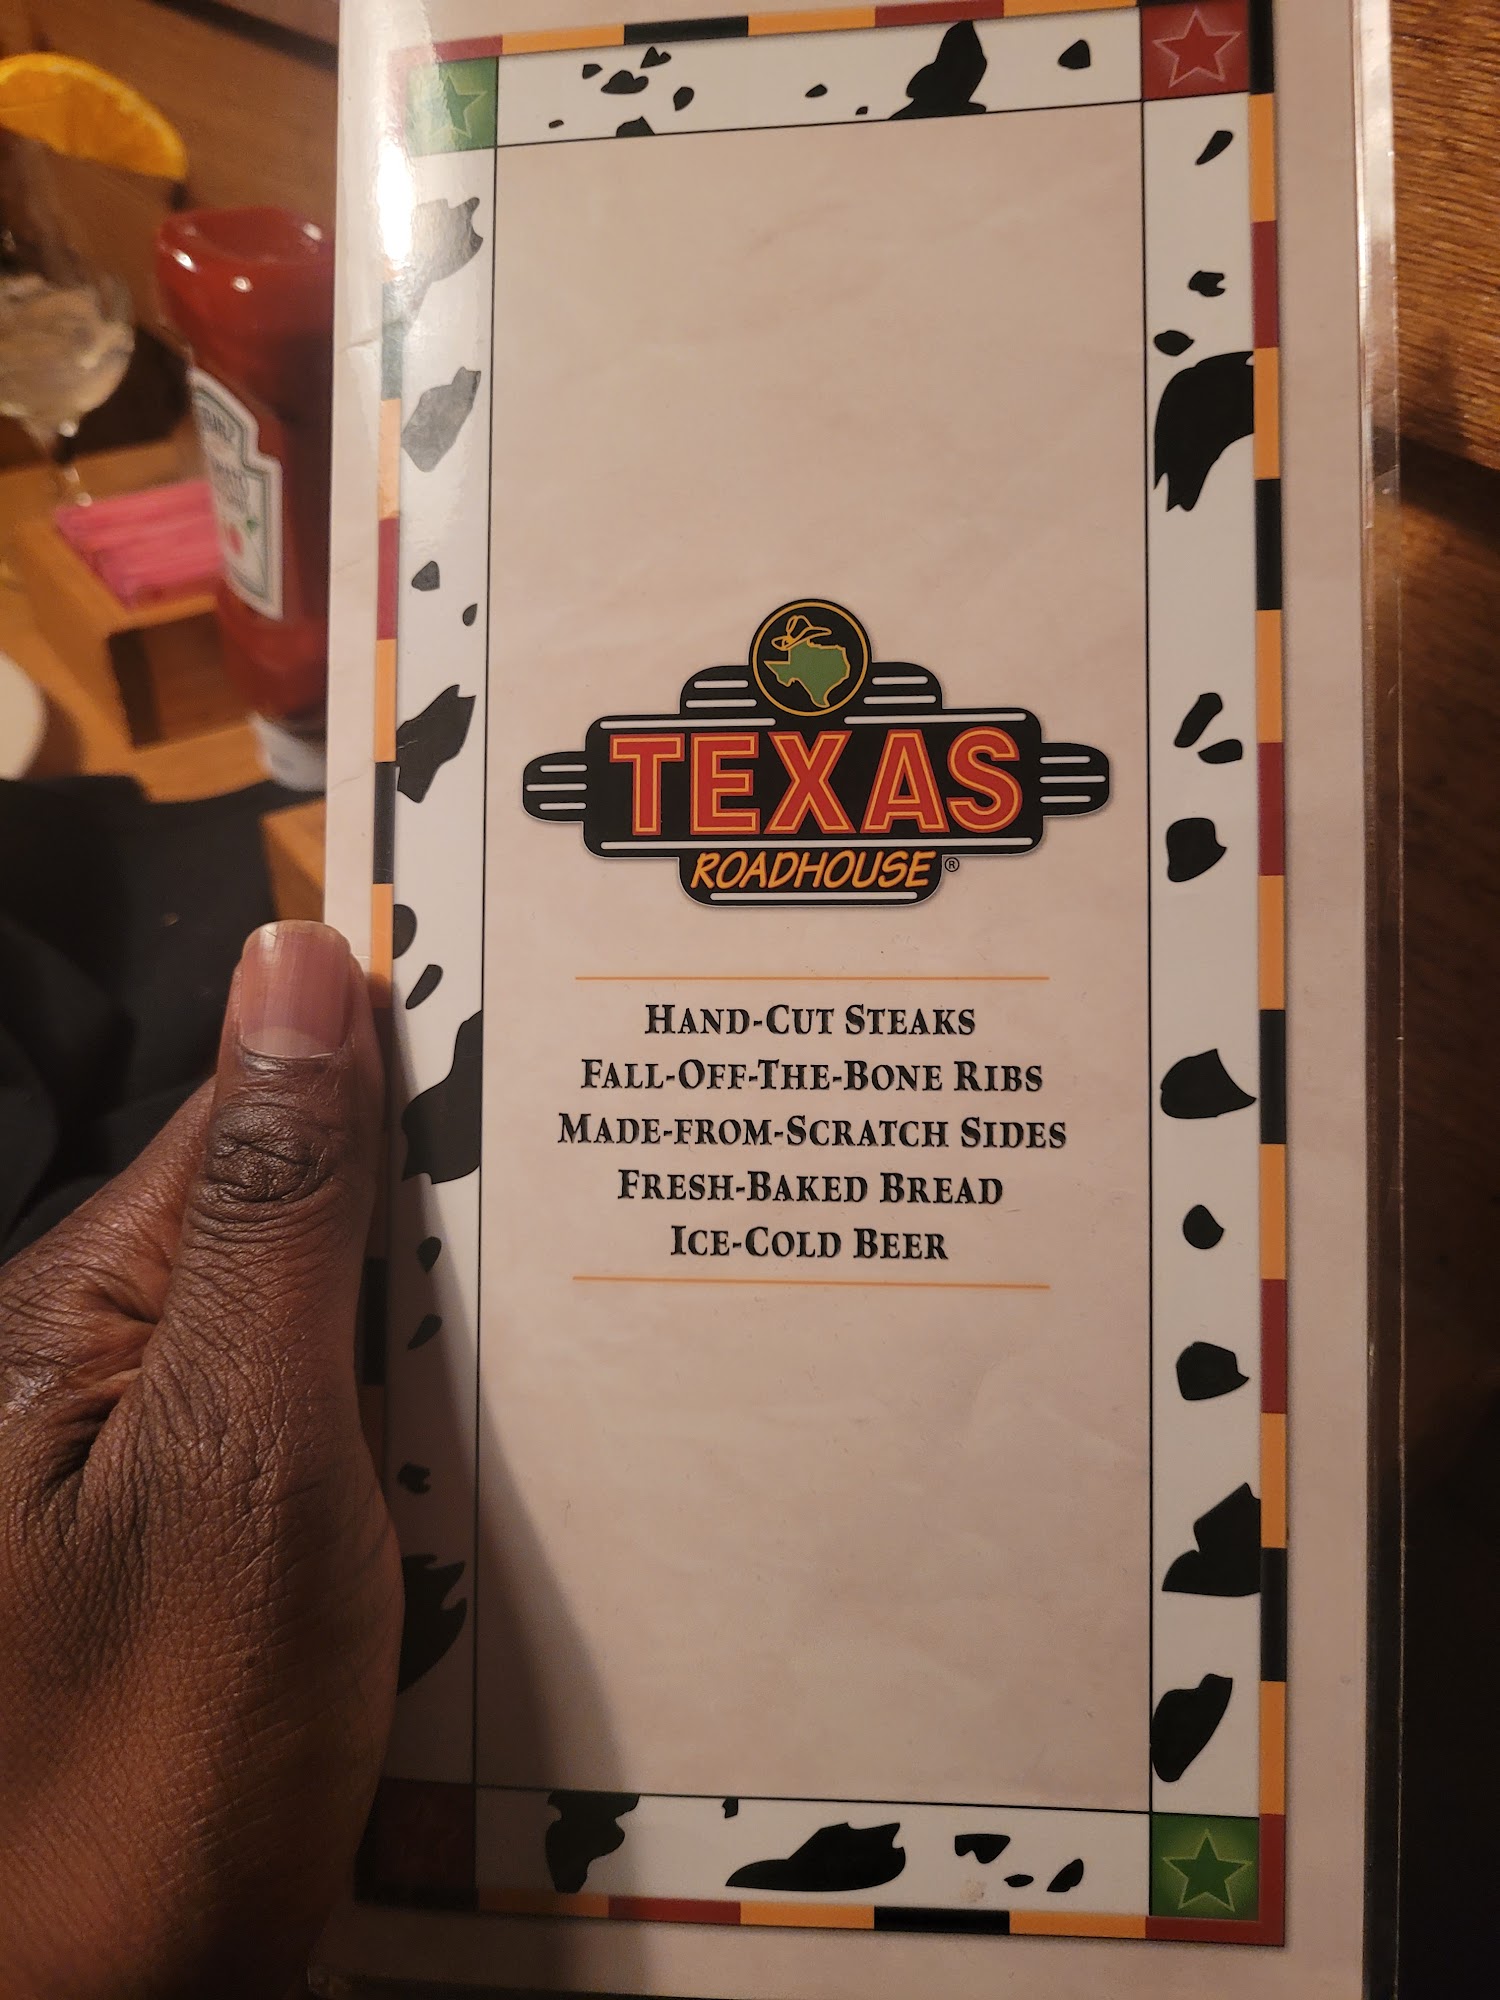 TEXAS
ROADHOUSE®
HAND-CUT STEAKS
FALL-OFF-THE-BONE RIBS
MADE-FROM-SCRATCH SIDES
FRESH-BAKED BREAD
ICE-COLD BEER